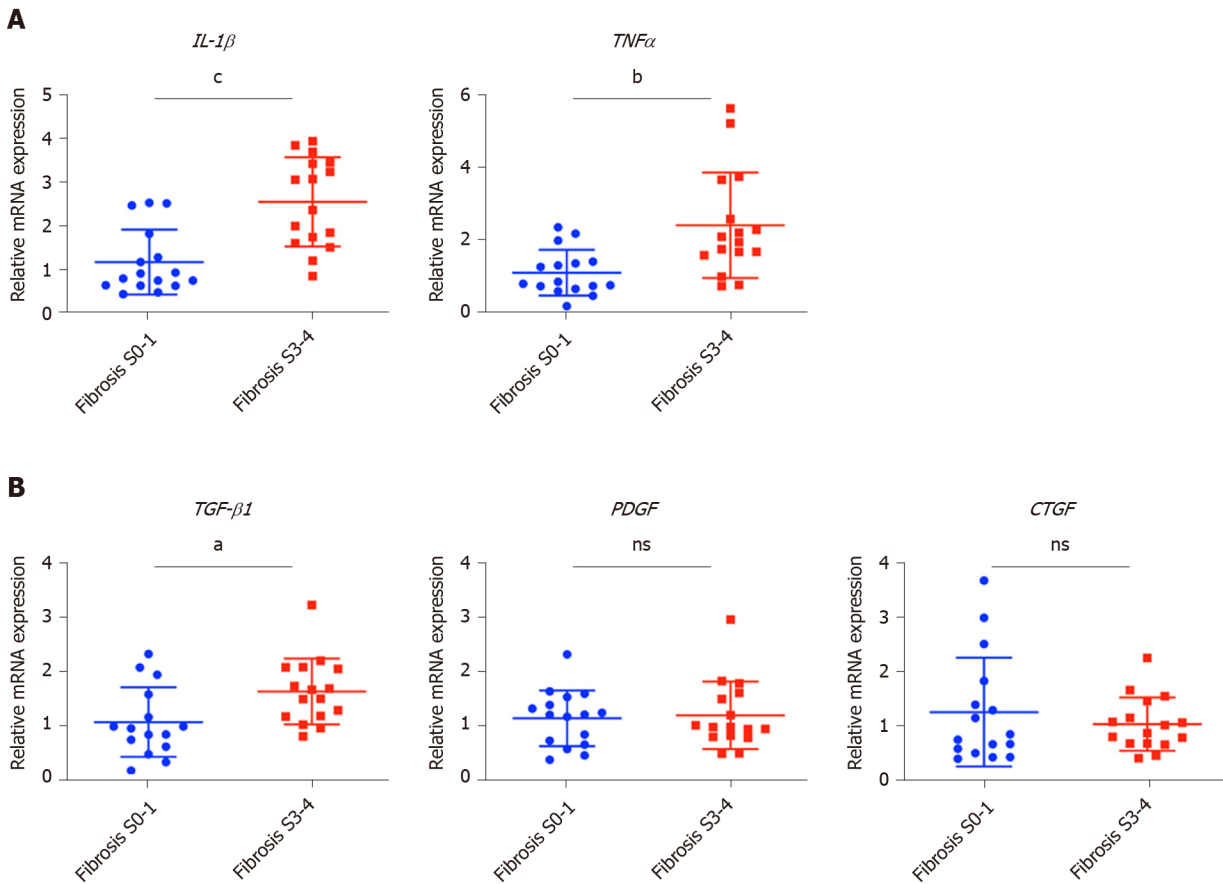 A
IL-1β
c
Relative mRNA expression
5
4
3
2
1
0
Fibrosis S0-1
Fibrosis S3-4
TNFα
b
Relative mRNA expression
6
4
2
0
Fibrosis S0-1
Fibrosis S3-4
B
TGF-β1
a
Relative mRNA expression
4
3
2
1
0
Fibrosis S0-1
Fibrosis S3-4
PDGF
ns
Relative mRNA expression
4
3
2
1
0
Fibrosis S0-1
Fibrosis S3-4
CTGF
ns
Relative mRNA expression
4
3
2
1
0
Fibrosis S0-1
Fibrosis S3-4